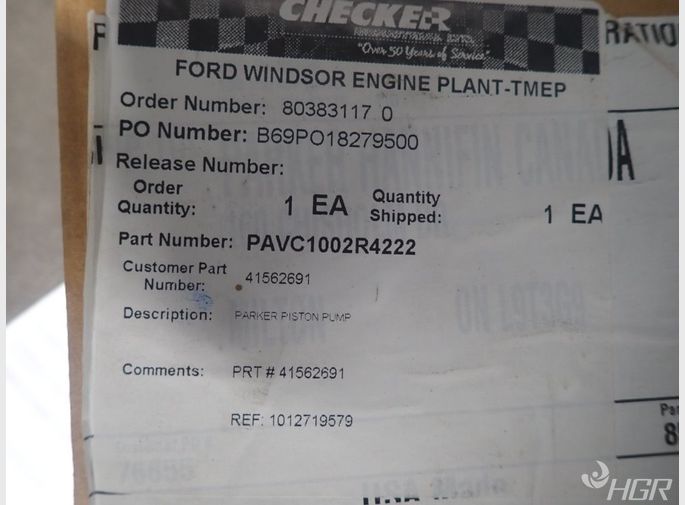 CHECKER
"Over 50 Years of Service"
RATIO
FORD WINDSOR ENGINE PLANT-TMEP
Order Number: 80383117 0
PO Number: B69PO18279500
Release Number:
Order Quantity: 1 EA Quantity Shipped: 1 EA
Part Number: PAVC1002R4222
Customer Part Number: 41562691
Description: PARKER PISTON PUMP
Comments: PRT # 41562691
REF: 1012719579
HGR